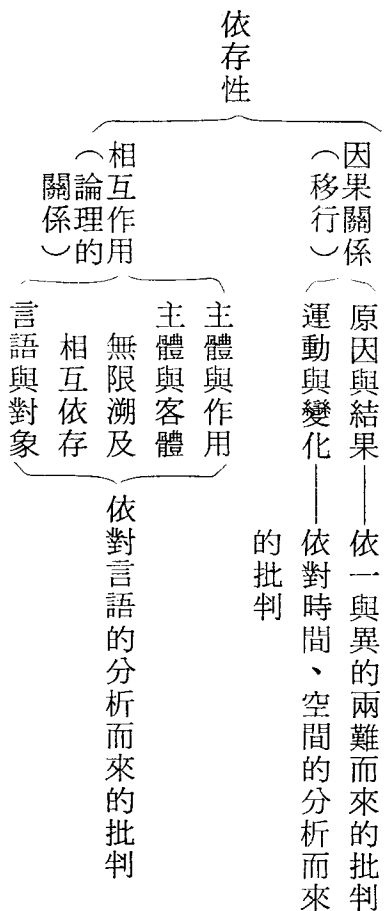 依存性
因果關係
（移行）
原因與結果——依一與異的兩難而來的批判
運動與變化——依對時間、空間的分析而來
的批判
相互作用
（論理的
關係）
主體與作用
主體與客體
無限溯及
相互依存
言語與對象
依對言語的分析而來的批判